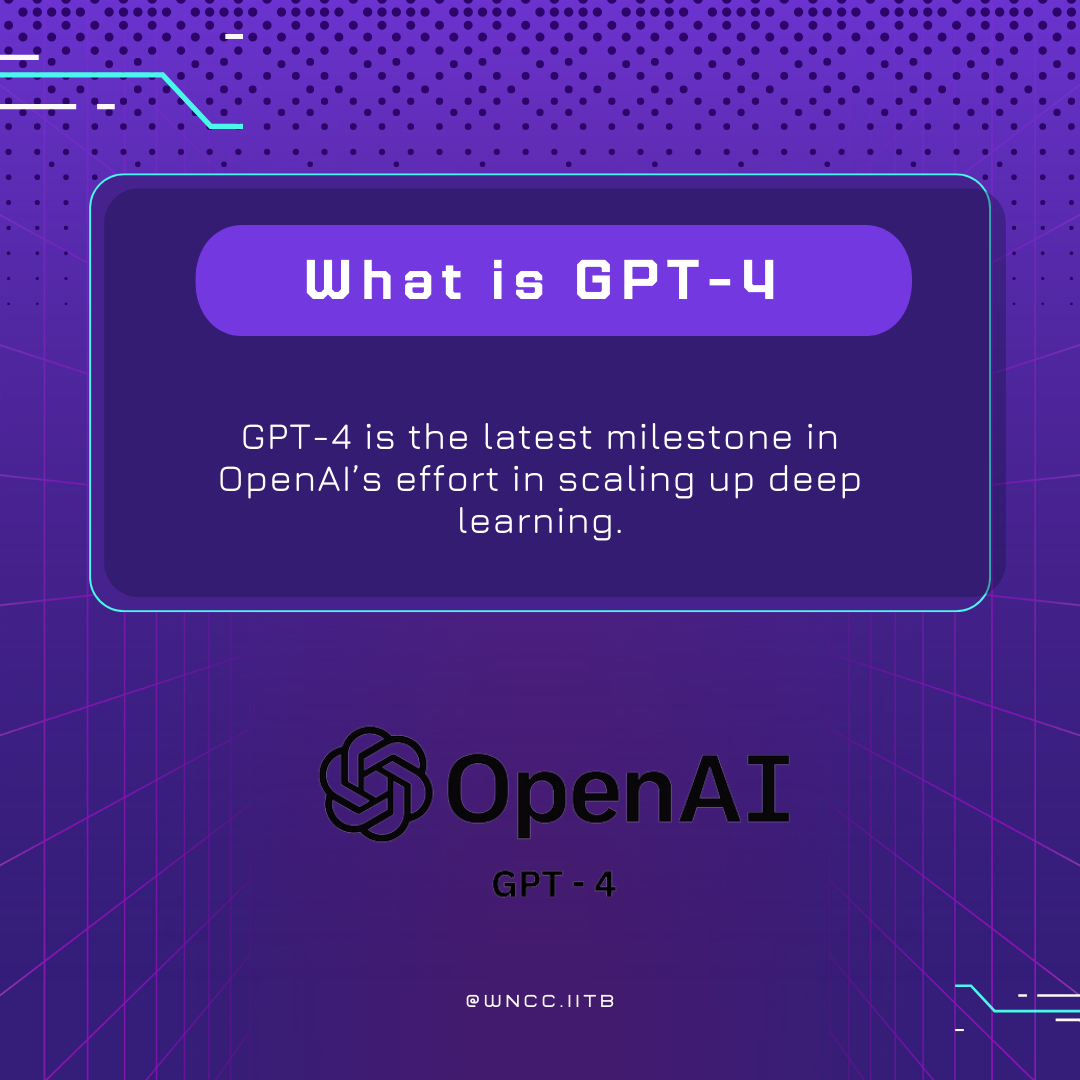 What is GPT-4
GPT-4 is the latest milestone in
OpenAI’s effort in scaling up deep
learning.
OpenAI
GPT - 4
@WNCC.IITB